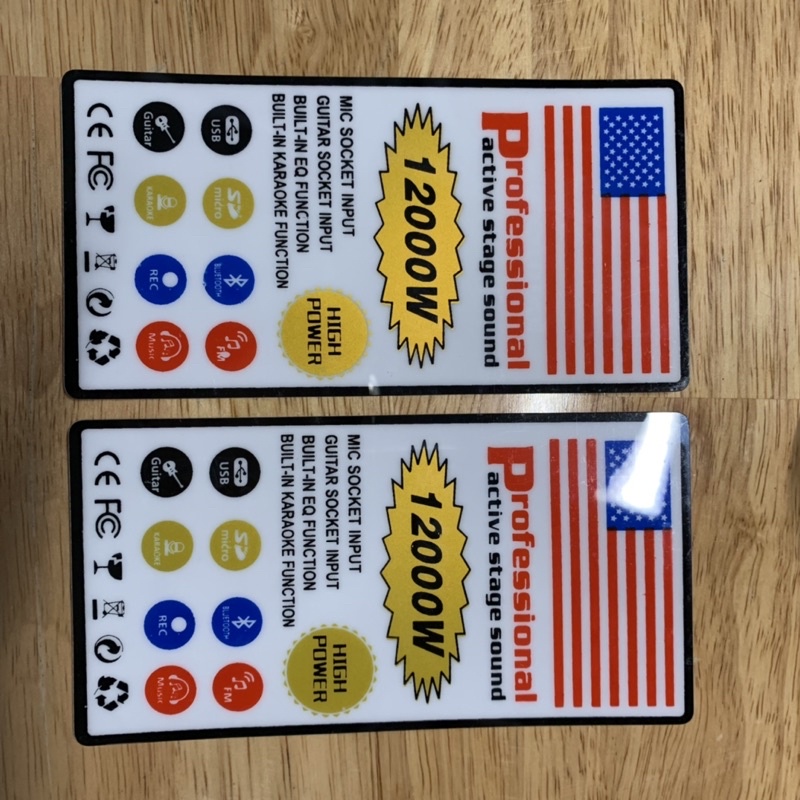 Professional
active stage sound
12000W
MIC SOCKET INPUT
GUITAR SOCKET INPUT
BUILT-IN EQ FUNCTION
BUILT-IN KARAOKE FUNCTION
HIGH
POWER
USB
micro
BLUETOOTH
FM
Guitar
KARAOKE
REC
Music
CE FC
Professional
active stage sound
12000W
MIC SOCKET INPUT
GUITAR SOCKET INPUT
BUILT-IN EQ FUNCTION
BUILT-IN KARAOKE FUNCTION
HIGH
POWER
USB
micro
BLUETOOTH
FM
Guitar
KARAOKE
REC
Music
CE FC